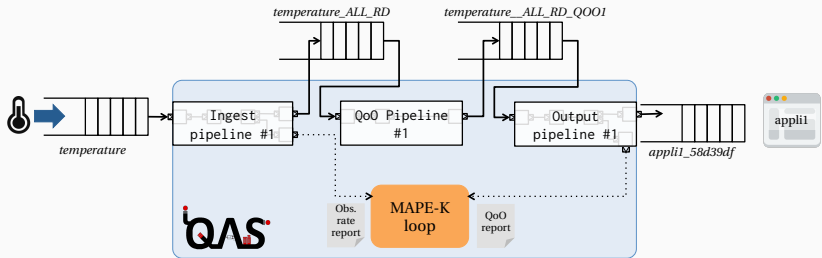 temperature_ALL_RD
temperature__ALL_RD_QOO1
Ingest
pipeline #1
QoO Pipeline
#1
Output
pipeline #1
appli1
temperature
appli1_58d39df
Obs.
rate
report
MAPE-K
loop
QoO
report
iQAS